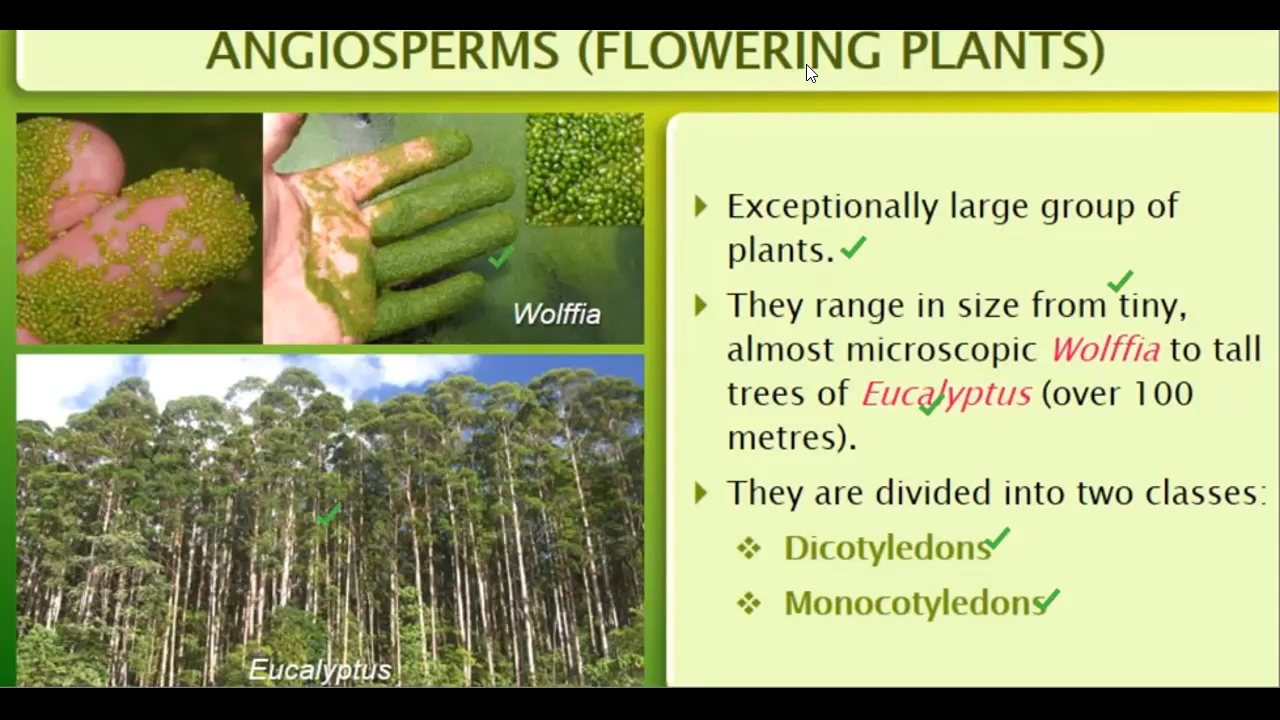 ANGIOSPERMS (FLOWERING PLANTS)
Wolffia
Eucalyptus
Exceptionally large group of
plants.
They range in size from tiny,
almost microscopic Wolffia to tall
trees of Eucalyptus (over 100
metres).
They are divided into two classes:
Dicotyledons
Monocotyledons